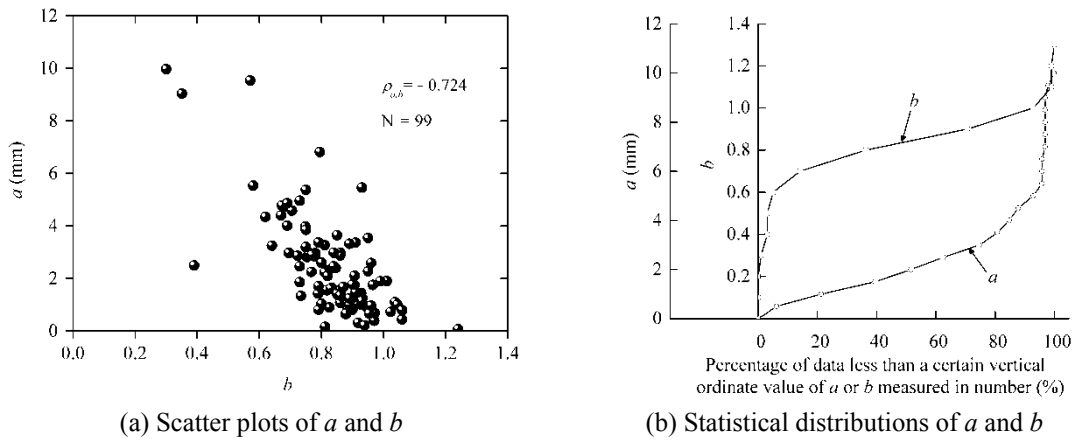 12
10
8
6
4
2
0
a (mm)
ρa,b = - 0.724
N = 99
0.0 0.2 0.4 0.6 0.8 1.0 1.2 1.4
b
(a) Scatter plots of a and b
12
10
8
6
4
2
0
a (mm)
1.4
1.2
1.0
0.8
0.6
0.4
0.2
b
b
a
0 20 40 60 80 100
Percentage of data less than a certain vertical
ordinate value of a or b measured in number (%)
(b) Statistical distributions of a and b